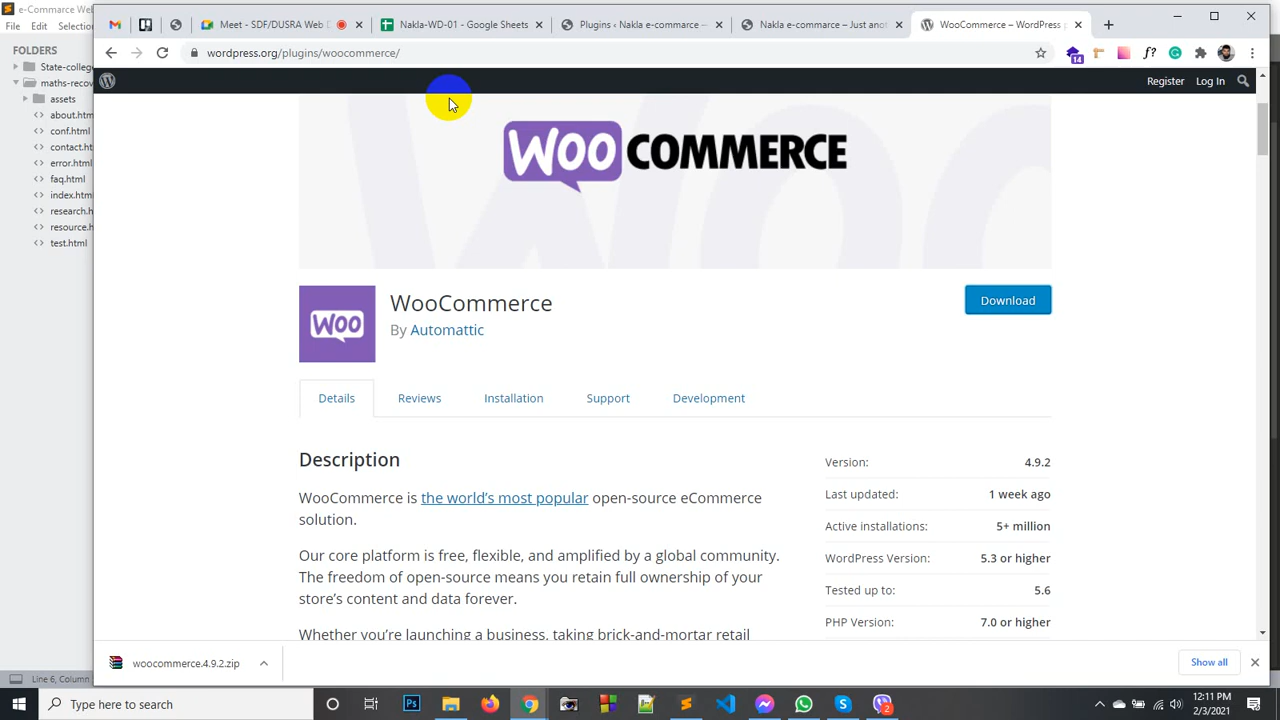 e-Commerce Web
File
Edit
Selection
FOLDERS
State-colleg
maths-recov
assets
about.htm
conf.html
contact.htm
error.html
faq.html
index.html
research.h
resource.h
test.html
Line 6, Column
Meet - SDF/DUSRA Web D
Nakla-WD-01 - Google Sheets
Plugins ‹ Nakla e-commerce —
Nakla e-commerce – Just anot
WooCommerce – WordPress p
wordpress.org/plugins/woocommerce/
14
f?
Register
Log In
WOO COMMERCE
WOO
WooCommerce
By Automattic
Download
Details
Reviews
Installation
Support
Development
Description
WooCommerce is the world's most popular open-source eCommerce
solution.
Our core platform is free, flexible, and amplified by a global community.
The freedom of open-source means you retain full ownership of your
store's content and data forever.
Whether you're launching a business, taking brick-and-mortar retail
Version: 4.9.2
Last updated: 1 week ago
Active installations: 5+ million
WordPress Version: 5.3 or higher
Tested up to: 5.6
PHP Version: 7.0 or higher
woocommerce.4.9.2.zip
Show all
Type here to search
Ps
2
12:11 PM
2/3/2021